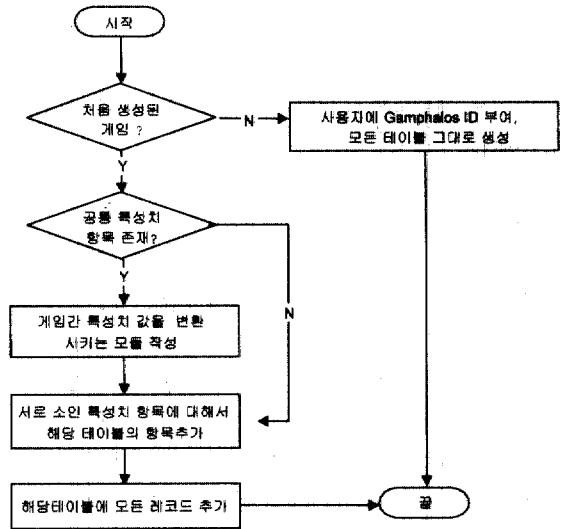 시작
처음 생성된
게임 ?
N
사용자에 Gamphalos ID 부여,
모든 테이블 그대로 생성
Y
공통 특성치
항목 존재?
Y
N
게임간 특성치 값을 변환
시키는 모듈 작성
서로 소인 특성치 항목에 대해서
해당 테이블의 항목추가
해당테이블에 모든 레코드 추가
끝